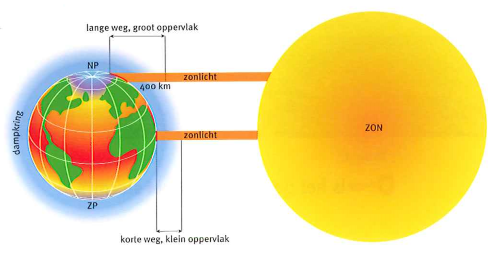 lange weg, groot oppervlak
NP
zonlicht
400 km
dampkring
ZON
zonlicht
ZP
korte weg, klein oppervlak